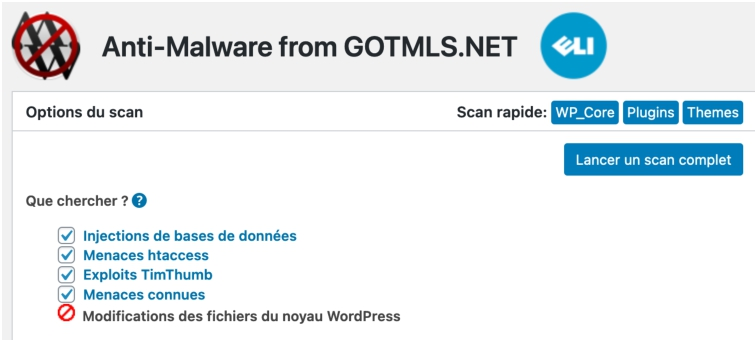 Anti-Malware from GOTMLS.NET ELI
Options du scan Scan rapide: WP_Core Plugins Themes
Lancer un scan complet
Que chercher ? ?
Injections de bases de données
Menaces htaccess
Exploits TimThumb
Menaces connues
Modifications des fichiers du noyau WordPress